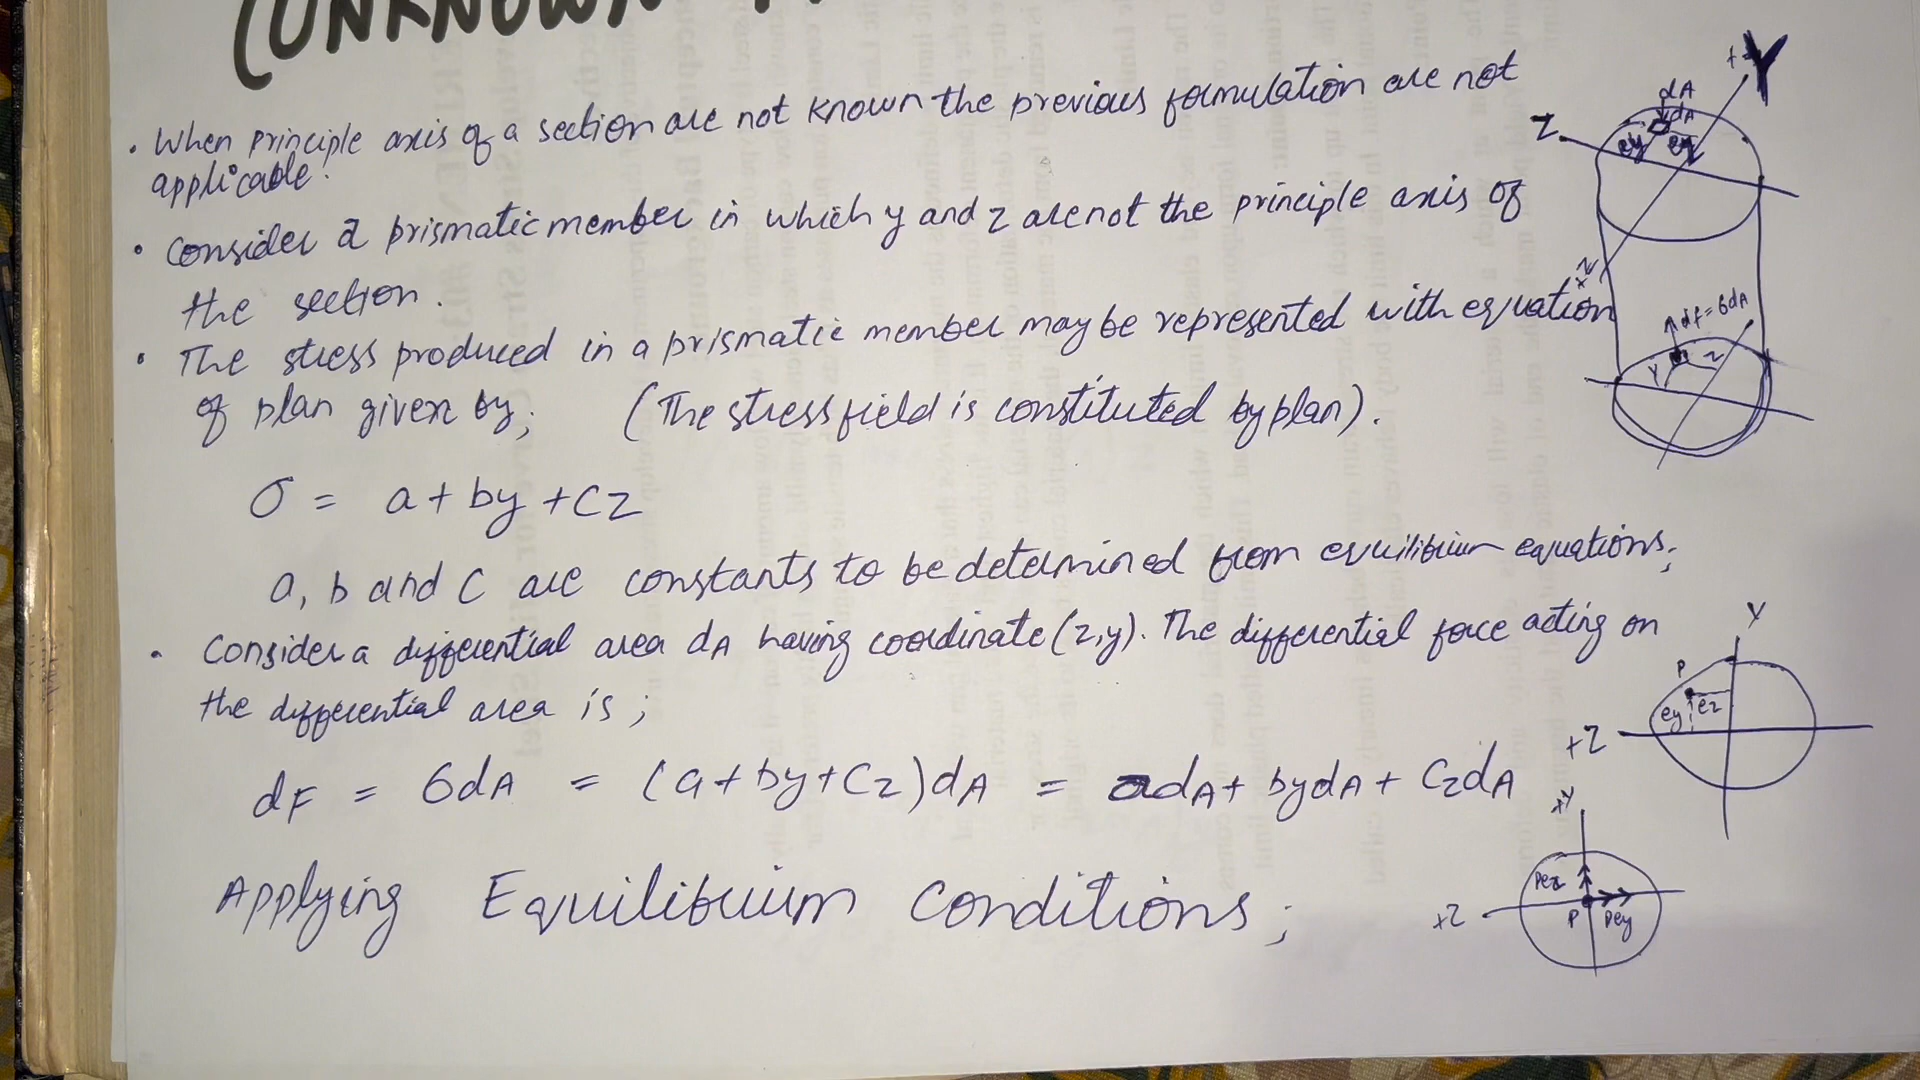 (UNKNOWN
• When principle axis of a section are not known the previous formulation are not
applicable.
• Consider a prismatic member in which y and z are not the principle axis of
the section.
• The stress produced in a prismatic member may be represented with equation
of plan given by; (The stress field is constituted by plan).
σ = a + by + cz
a, b and c are constants to be determined from equilibrium equations;
• Consider a differential area dA having coordinate (z,y). The differential force acting on
the differential area is;
dF = σdA = (a+by+cz)dA = adA + bydA + czdA
Applying Equilibrium Conditions;
+Y
dA
dA
Z
ey
ez
dF = σdA
Y
z
Y
P
ey
ez
+Z
+Y
Pez
P
Pey
+Z